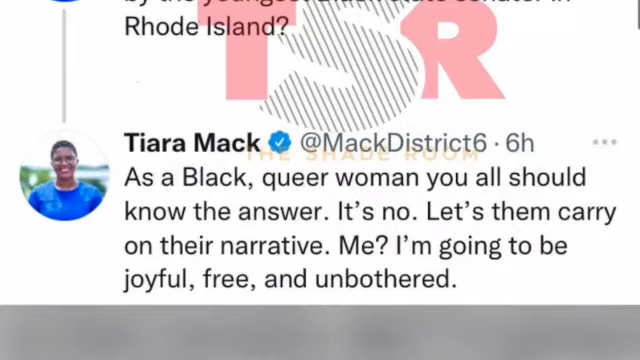 by the youngest Black state senator in
Rhode Island?
TSR
THE SHADE ROOM
Tiara Mack @MackDistrict6 · 6h
As a Black, queer woman you all should
know the answer. It's no. Let's them carry
on their narrative. Me? I'm going to be
joyful, free, and unbothered.